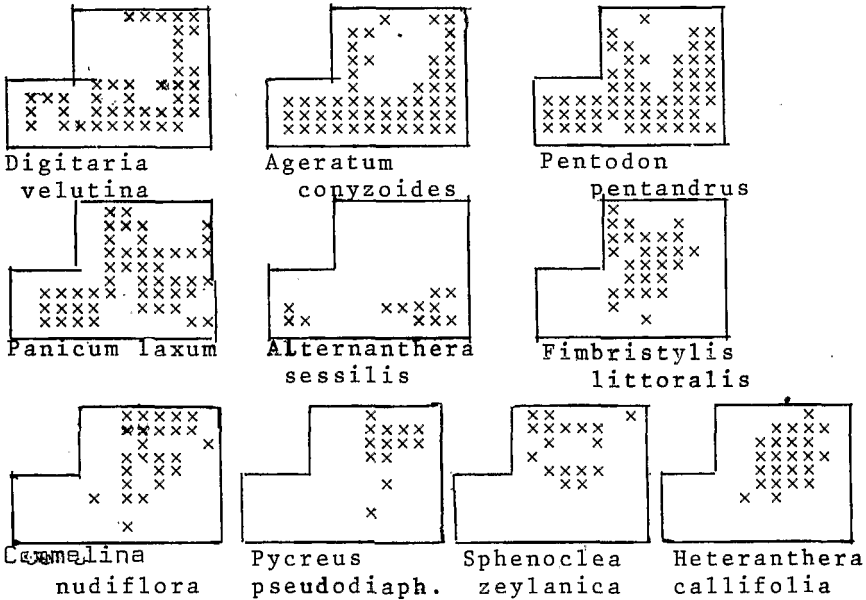 Digitaria
velutina
Ageratum
conyzoides
Pentodon
pentandrus
Panicum laxum
Alternanthera
sessilis
Fimbristylis
littoralis
Commelina
nudiflora
Pycreus
pseudodiaph.
Sphenoclea
zeylanica
Heteranthera
callifolia